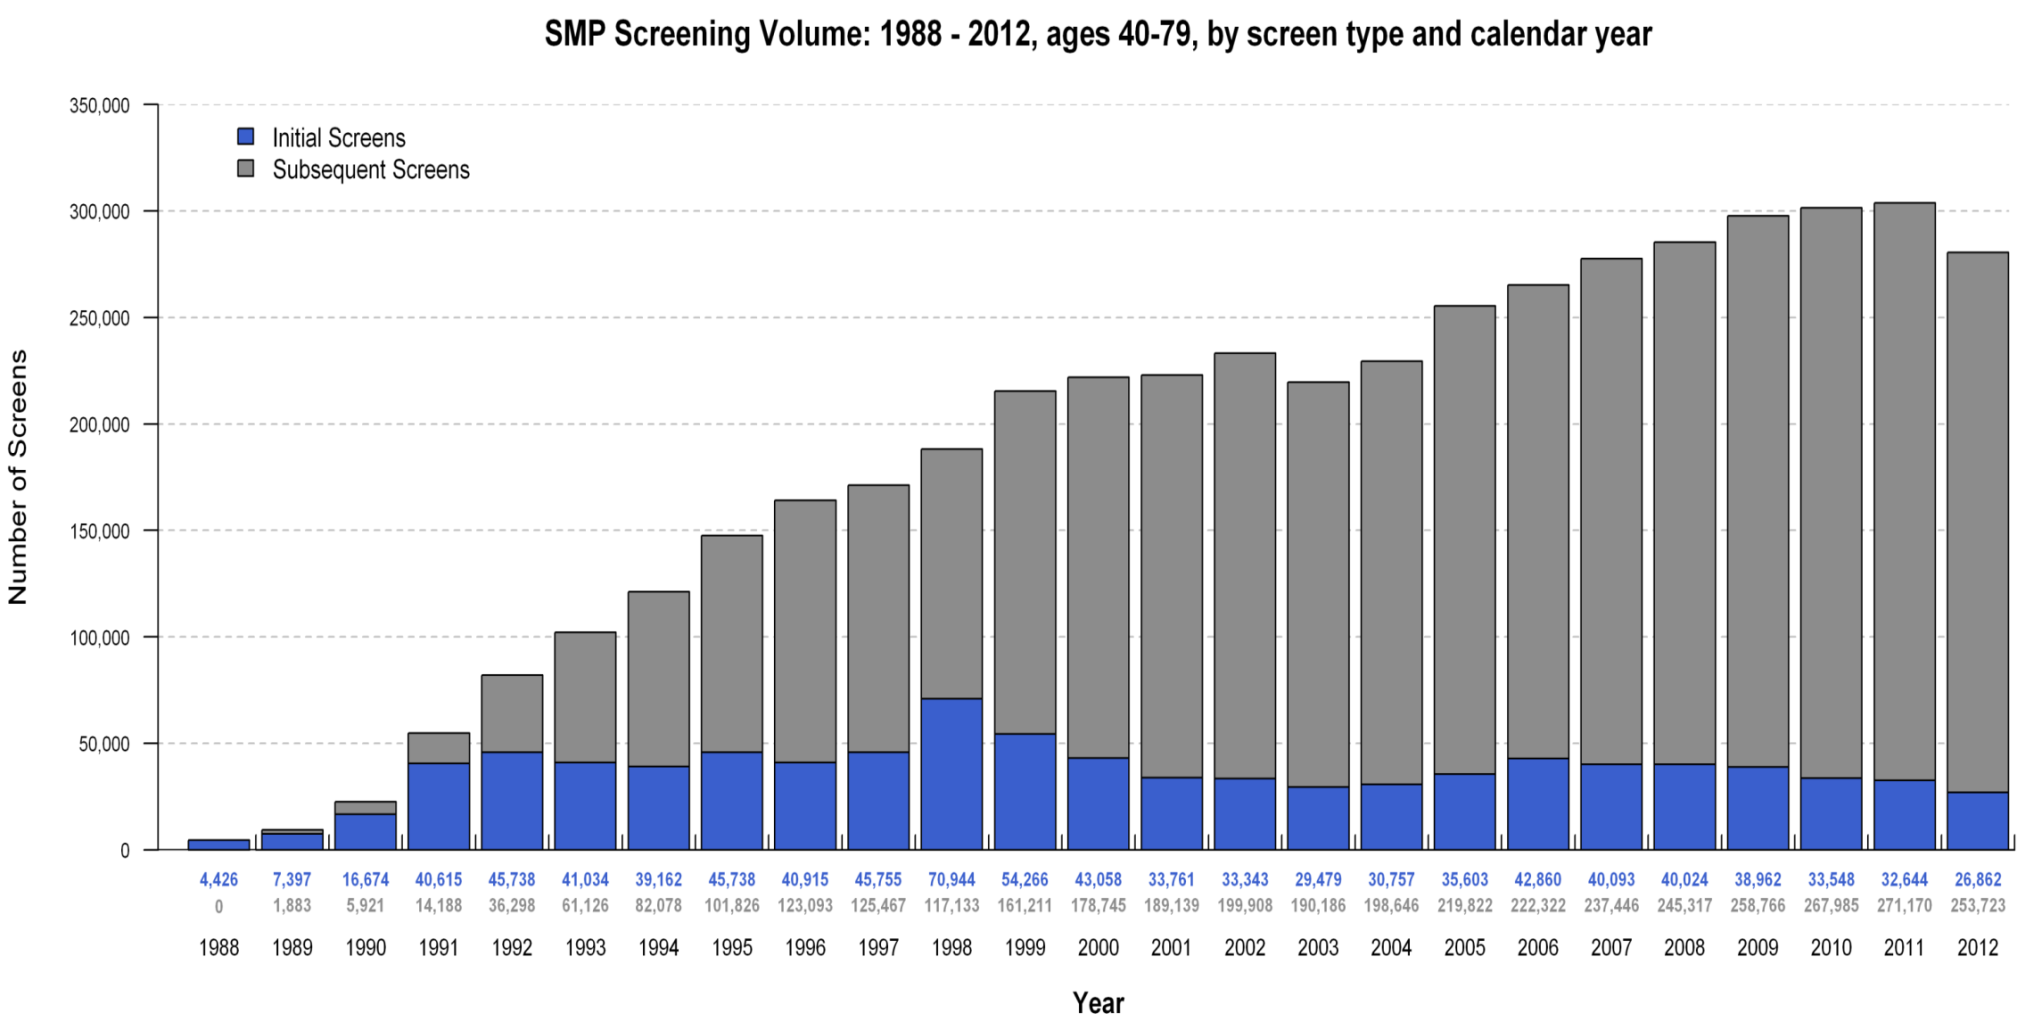 SMP Screening Volume: 1988 - 2012, ages 40-79, by screen type and calendar year
350,000
300,000
250,000
200,000
150,000
100,000
50,000
0
Number of Screens
Initial Screens
Subsequent Screens
4,426 7,397 16,674 40,615 45,738 41,034 39,162 45,738 40,915 45,755 70,944 54,266 43,058 33,761 33,343 29,479 30,757 35,603 42,860 40,093 40,024 38,962 33,548 32,644 26,862
0 1,883 5,921 14,188 36,298 61,126 82,078 101,826 123,093 125,467 117,133 161,211 178,745 189,139 199,908 190,186 198,646 219,822 222,322 237,446 245,317 258,766 267,985 271,170 253,723
1988 1989 1990 1991 1992 1993 1994 1995 1996 1997 1998 1999 2000 2001 2002 2003 2004 2005 2006 2007 2008 2009 2010 2011 2012
Year